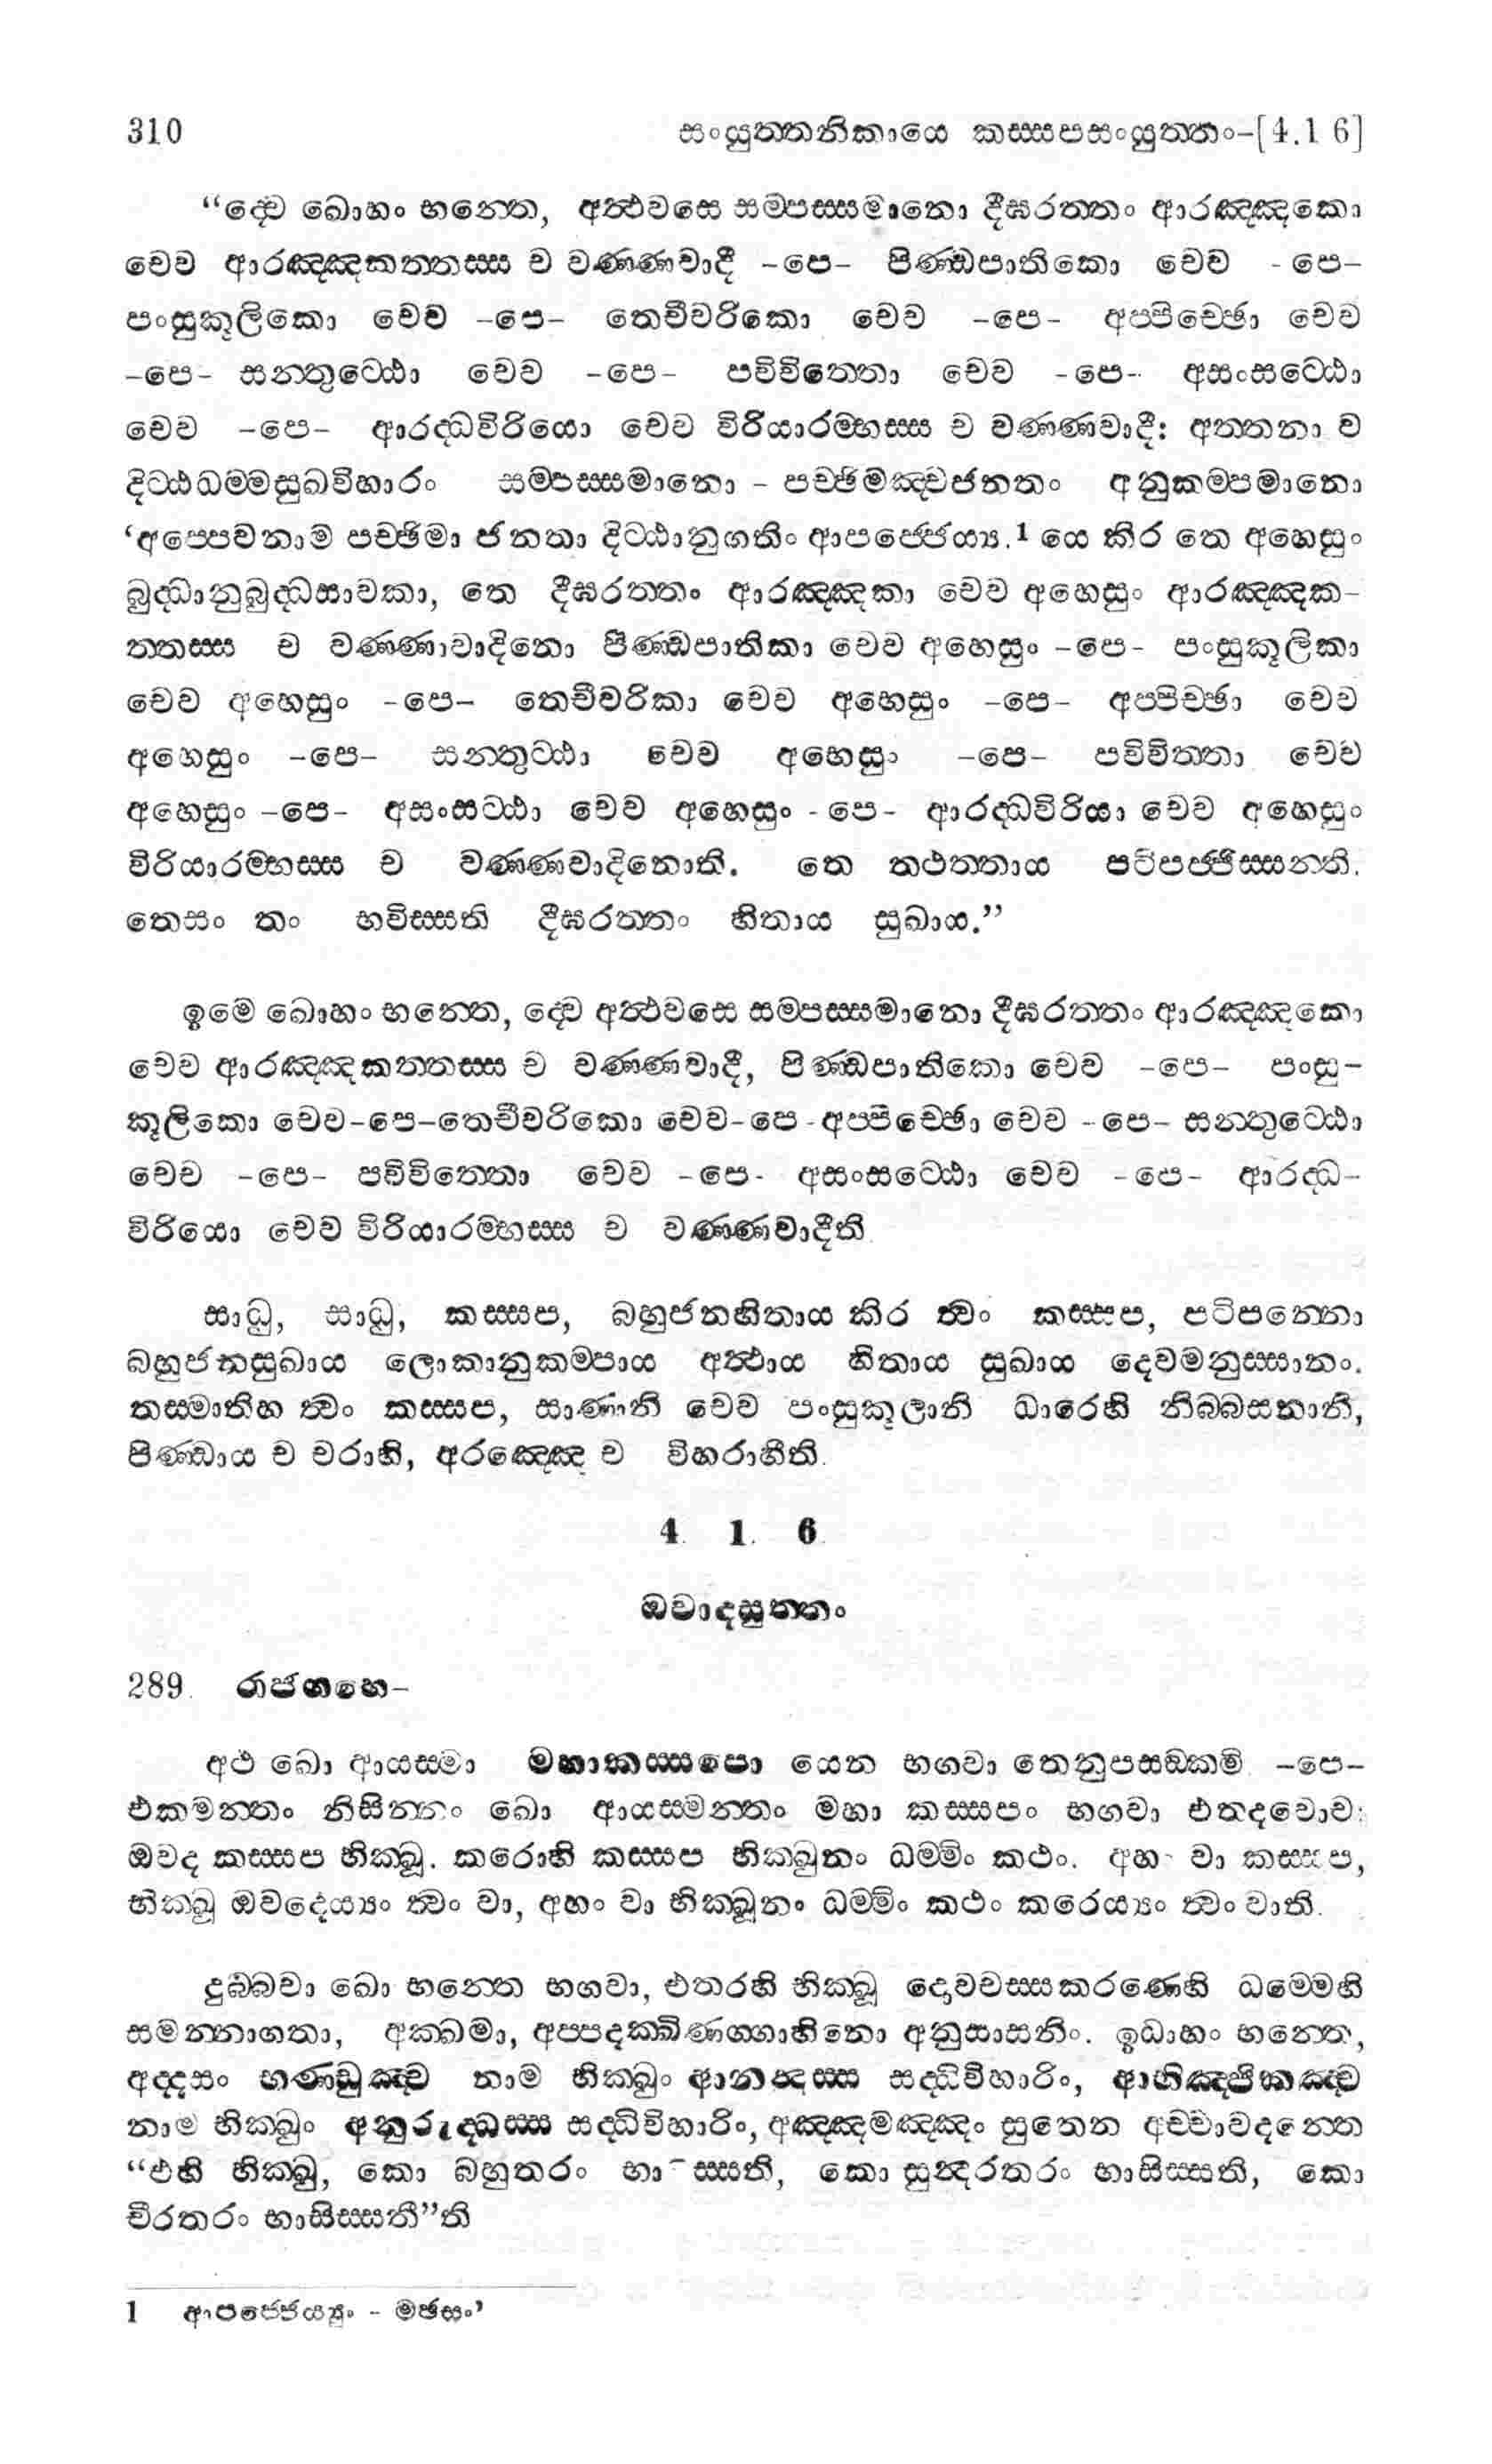 310 සංයුත්තනිකායෙ කස්සපසංයුත්තං-[4.1 6]
“ද්වෙ ඛොහං භන්තෙ, අත්ථවසෙ සම්පස්සමානො දීඝරත්තං ආරඤ්ඤකො
චෙව ආරඤ්ඤකත්තස්ස ච වණ්ණවාදී -පෙ- පිණ්ඩපාතිකො චෙව -පෙ-
පංසුකූලිකො චෙව -පෙ- තෙචීවරිකො චෙව -පෙ- අප්පිච්ඡො චෙව
-පෙ- සන්තුට්ඨො චෙව -පෙ- පවිවිත්තො චෙව -පෙ- අසංසට්ඨො
චෙව -පෙ- ආරද්ධවිරියො චෙව විරියාරම්භස්ස ච වණ්ණවාදී: අත්තනා ච
දිට්ඨධම්මසුඛවිහාරං සම්පස්සමානො - පච්ඡිමඤ්චජනතං අනුකම්පමානො
‘අප්පෙවනාම පච්ඡිමා ජනතා දිට්ඨානුගතිං ආපජ්ජෙය්‍ය.1 යෙ කිර තෙ අහෙසුං
බුද්ධානුබුද්ධසාවකා, තෙ දීඝරත්තං ආරඤ්ඤකා චෙව අහෙසුං ආරඤ්ඤක-
ත්තස්ස ච වණ්ණාවාදිනො පිණ්ඩපාතිකා චෙව අහෙසුං -පෙ- පංසුකූලිකා
චෙව අහෙසුං -පෙ- තෙචීවරිකා චෙව අහෙසුං -පෙ- අප්පිච්ඡා චෙව
අහෙසුං -පෙ- සන්තුට්ඨා චෙව අහෙසුං -පෙ- පවිවිත්තා චෙව
අහෙසුං -පෙ- අසංසට්ඨා චෙව අහෙසුං -පෙ- ආරද්ධවිරියා චෙව අහෙසුං
විරියාරම්භස්ස ච වණ්ණවාදිනොති. තෙ තථත්තාය පටිපජ්ජිස්සන්ති.
තෙසං තං භවිස්සති දීඝරත්තං හිතාය සුඛාය.”
ඉමෙ ඛොහං භන්තෙ, ද්වෙ අත්ථවසෙ සම්පස්සමානො දීඝරත්තං ආරඤ්ඤකො
චෙව ආරඤ්ඤකත්තස්ස ච වණ්ණවාදී, පිණ්ඩපාතිකො චෙව -පෙ- පංසු-
කූලිකො චෙව-පෙ-තෙචීවරිකො චෙව-පෙ-අප්පිච්ඡො චෙව -පෙ- සන්තුට්ඨො
චෙව -පෙ- පවිවිත්තො චෙව -පෙ- අසංසට්ඨො චෙව -පෙ- ආරද්ධ-
විරියො චෙව විරියාරම්භස්ස ච වණ්ණවාදීති
සාධු, සාධු, කස්සප, බහුජනහිතාය කිර ත්වං කස්සප, පටිපන්නො
බහුජනසුඛාය ලොකානුකම්පාය අත්ථාය හිතාය සුඛාය දෙවමනුස්සානං.
තස්මාතිහ ත්වං කස්සප, සාණානි චෙව පංසුකූලානි ධාරෙහි නිබ්බසනානි,
පිණ්ඩාය ච චරාහි, අරඤ්ඤෙ ච විහරාහීති.
4. 1. 6
ඔවාදසුත්තං
289. රාජගහෙ-
අථ ඛො ආයස්මා මහාකස්සපො යෙන භගවා තෙනුපසඞ්කමි -පෙ-
එකමන්තං නිසින්නං ඛො ආයස්මන්තං මහා කස්සපං භගවා එතදවොච:
ඔවද කස්සප භික්ඛූ. කරොහි කස්සප භික්ඛුනං ධම්මිං කථං. අහං වා කස්සප,
භික්ඛූ ඔවදෙය්‍යං ත්වං වා, අහං වා භික්ඛූනං ධම්මිං කථං කරෙය්‍යං ත්වං වාති.
දුබ්බචා ඛො භන්තෙ භගවා, එතරහි භික්ඛූ දොවචස්සකරණෙහි ධම්මෙහි
සමන්නාගතා, අක්ඛමා, අප්පදක්ඛිණග්ගාහිනො අනුසාසනිං. ඉධාහං භන්තෙ,
අද්දසං භණ්ඩුඤ්ච නාම භික්ඛුං ආනන්දස්ස සද්ධිවිහාරිං, ආභිඤ්ජිකඤ්ච
නාම භික්ඛුං අනුරුද්ධස්ස සද්ධිවිහාරිං, අඤ්ඤමඤ්ඤං සුතෙන අච්චාවදන්තෙ
“එහි භික්ඛු, කො බහුතරං භා-ස්සති, කො සුන්දරතරං භාසිස්සති, කො
චිරතරං භාසිස්සතී”ති
1 ආපජ්ජෙය්‍යුං - මඡසං’